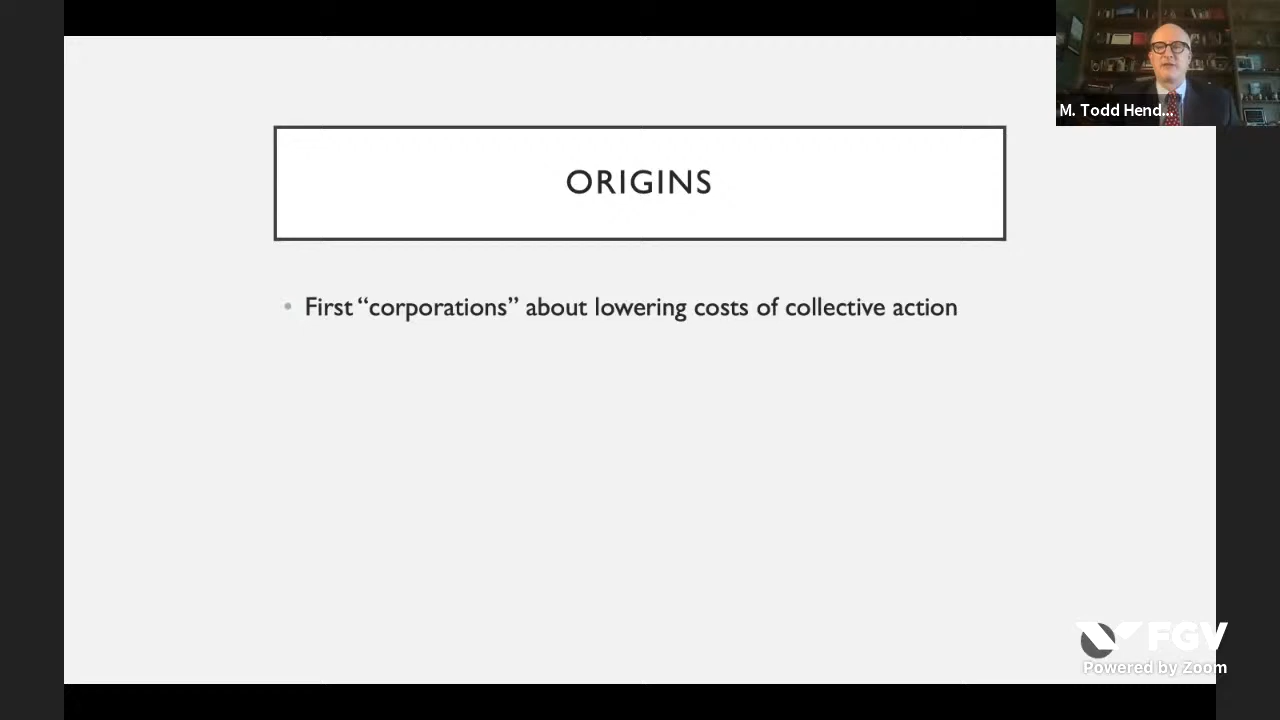 M. Todd Hend...
ORIGINS
• First “corporations” about lowering costs of collective action
FGV
Powered by Zoom